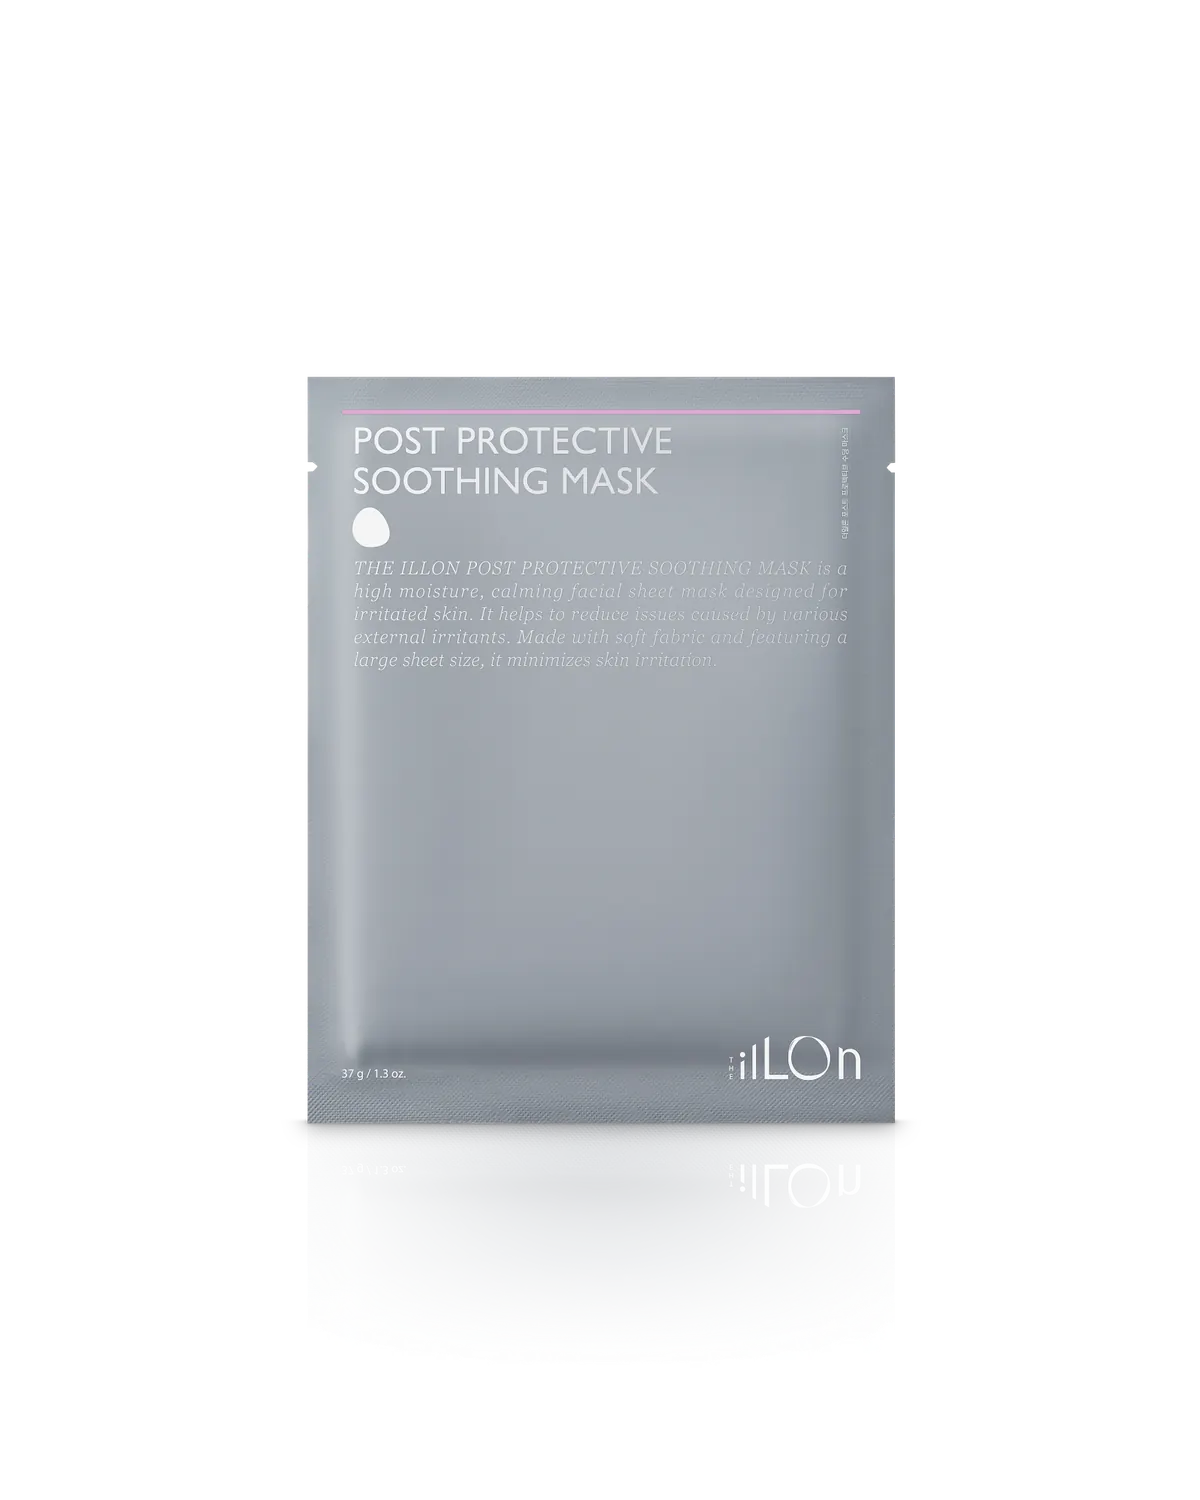 POST PROTECTIVE
SOOTHING MASK
THE ILLON POST PROTECTIVE SOOTHING MASK is a
high moisture, calming facial sheet mask designed for
irritated skin. It helps to reduce issues caused by various
external irritants. Made with soft fabric and featuring a
large sheet size, it minimizes skin irritation.
37 g / 1.3 oz.
THE illOn